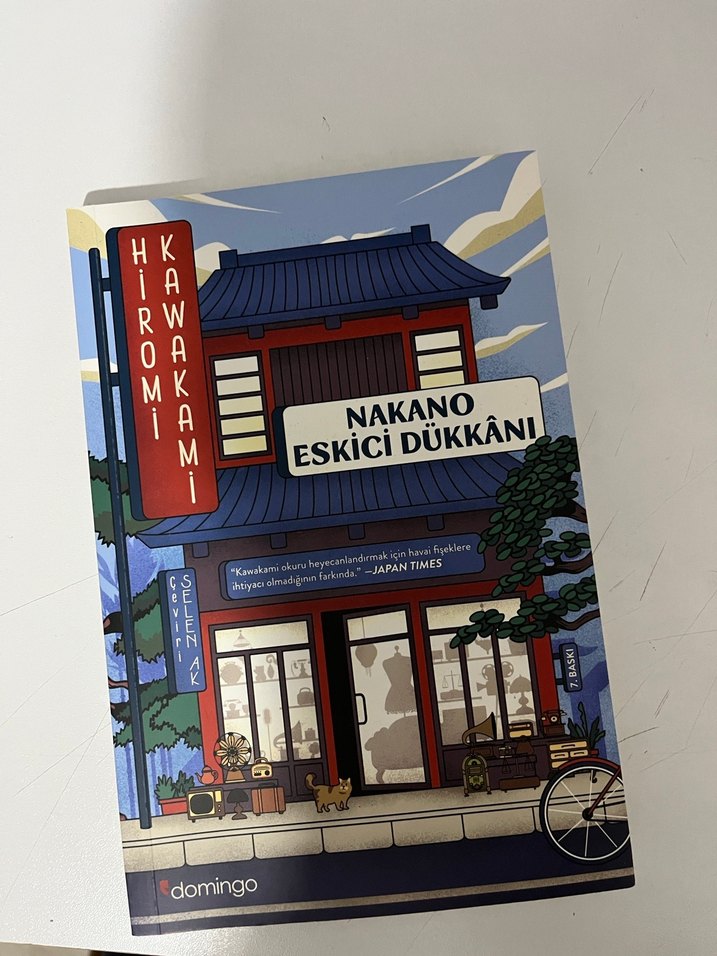 HİROMİ
KAWAKAMİ
NAKANO
ESKİCİ DÜKKÂNI
“Kawakami okuru heyecanlandırmak için havai fişeklere
ihtiyacı olmadığının farkında.” —JAPAN TIMES
Çeviri
SELEN AK
7. BASKI
domingo